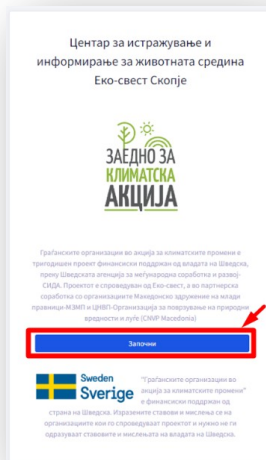 Центар за истражување и
информирање за животната средина
Еко-свест Скопје
ЗАЕДНО ЗА
КЛИМАТСКА
АКЦИЈА
Граѓанските организации во акција за климатските промени е
тригодишен проект финансиски поддржан од владата на Шведска,
преку Шведската агенција за меѓународна соработка и развој-
СИДА. Проектот е спроведуван од Еко-свест, а во партнерска
соработка со организациите Македонско здружение на млади
правници-МЗМП и ЦНВП-Организација за поврзување на природни
вредности и луѓе (CNVP Macedonia)
Започни
Sweden
Sverige
"Граѓанските организации во
акција за климатските промени"
е финансиски поддржан од
страна на Шведска. Изразените ставови и мислења се на
организациите кои го спроведуваат проектот и нужно не ги
одразуваат ставовите и мислењата на владата на Шведска.